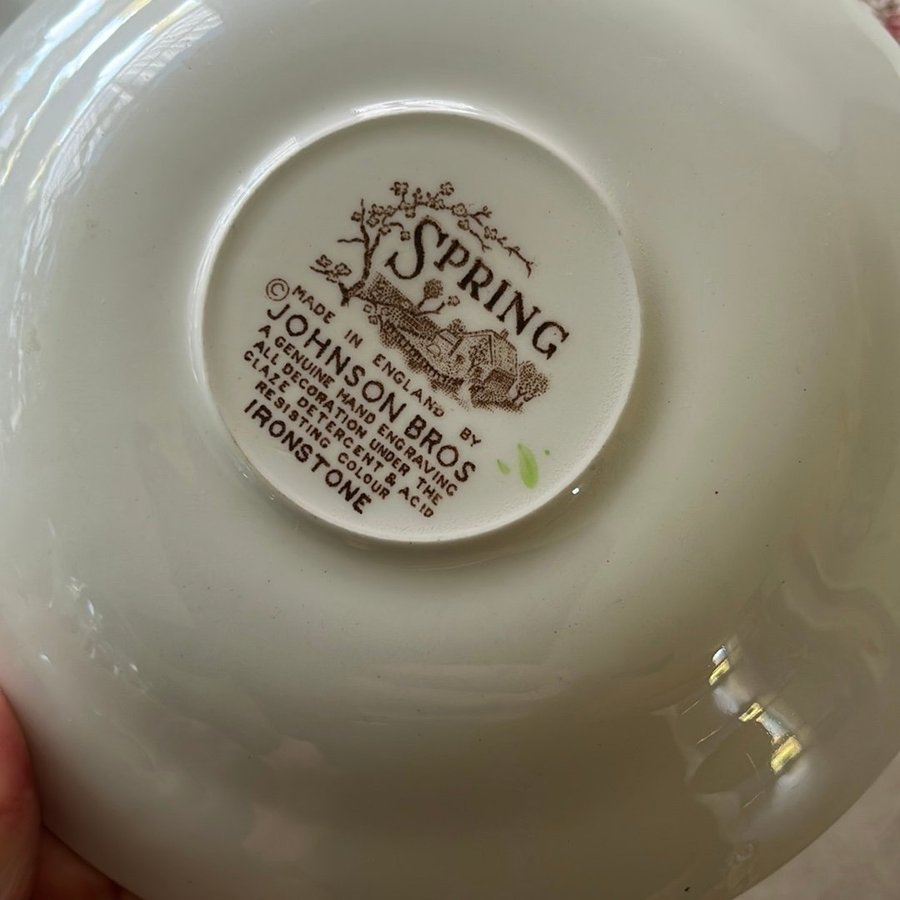 SPRING
© MADE IN ENGLAND BY
JOHNSON BROS
A GENUINE HAND ENGRAVING
ALL DECORATION UNDER THE
GLAZE DETERGENT & ACID
RESISTING COLOUR
IRONSTONE